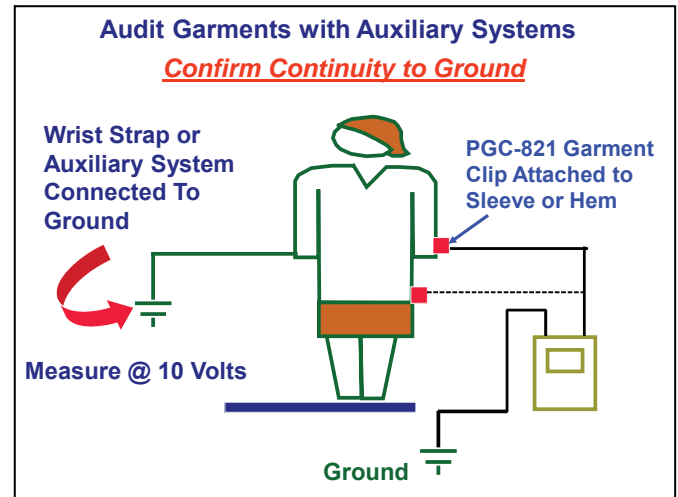 Audit Garments with Auxiliary Systems
Confirm Continuity to Ground
Wrist Strap or
Auxiliary System
Connected To
Ground
PGC-821 Garment
Clip Attached to
Sleeve or Hem
Measure @ 10 Volts
Ground